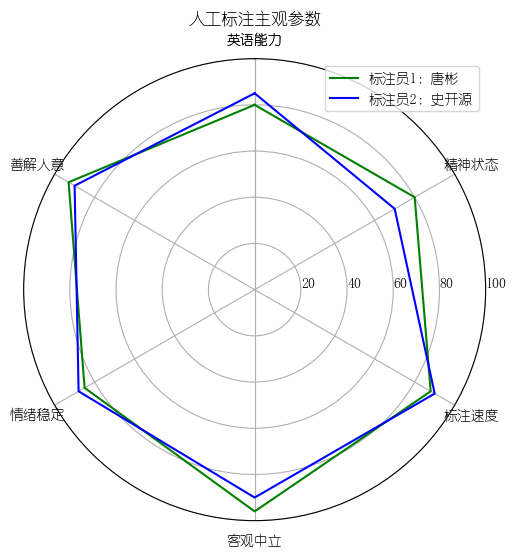 人工标注主观参数
英语能力
标注员1: 唐彬
标注员2: 史开源
善解人意
精神状态
20 40 60 80 100
情绪稳定
标注速度
客观中立